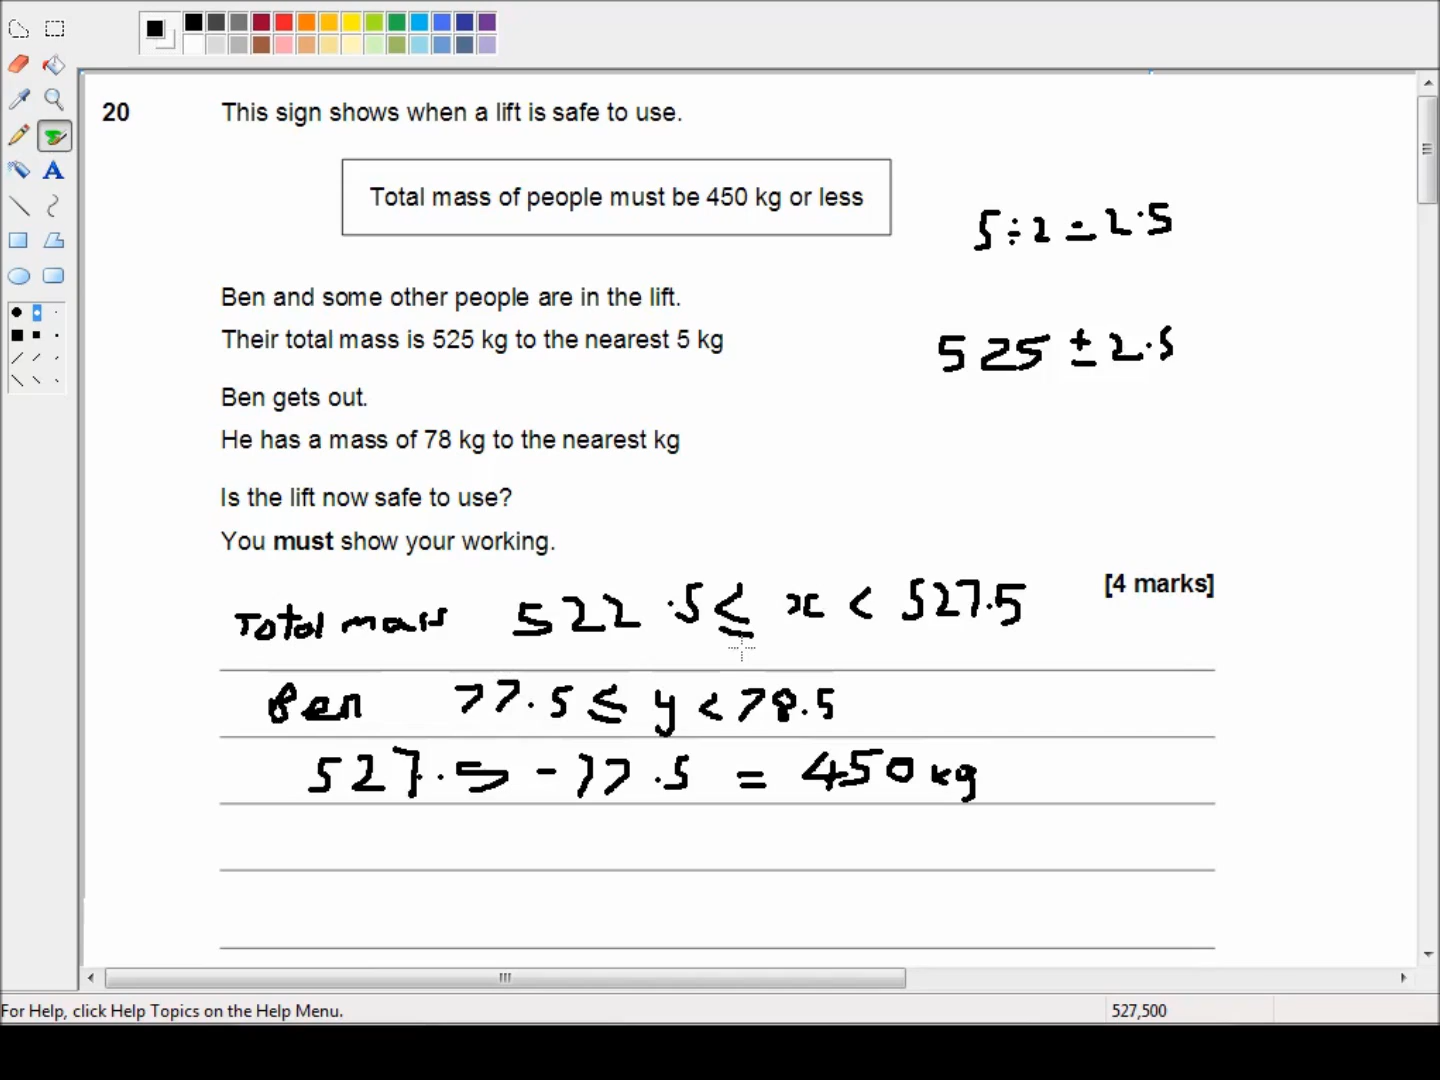 20 This sign shows when a lift is safe to use.
Total mass of people must be 450 kg or less
5 ÷ 2 = 2.5
Ben and some other people are in the lift.
Their total mass is 525 kg to the nearest 5 kg
525 ± 2.5
Ben gets out.
He has a mass of 78 kg to the nearest kg
Is the lift now safe to use?
You must show your working.
[4 marks]
Total mass 522.5 ≤ x < 527.5
Ben 77.5 ≤ y < 78.5
527.5 - 77.5 = 450 kg
For Help, click Help Topics on the Help Menu.
527,500